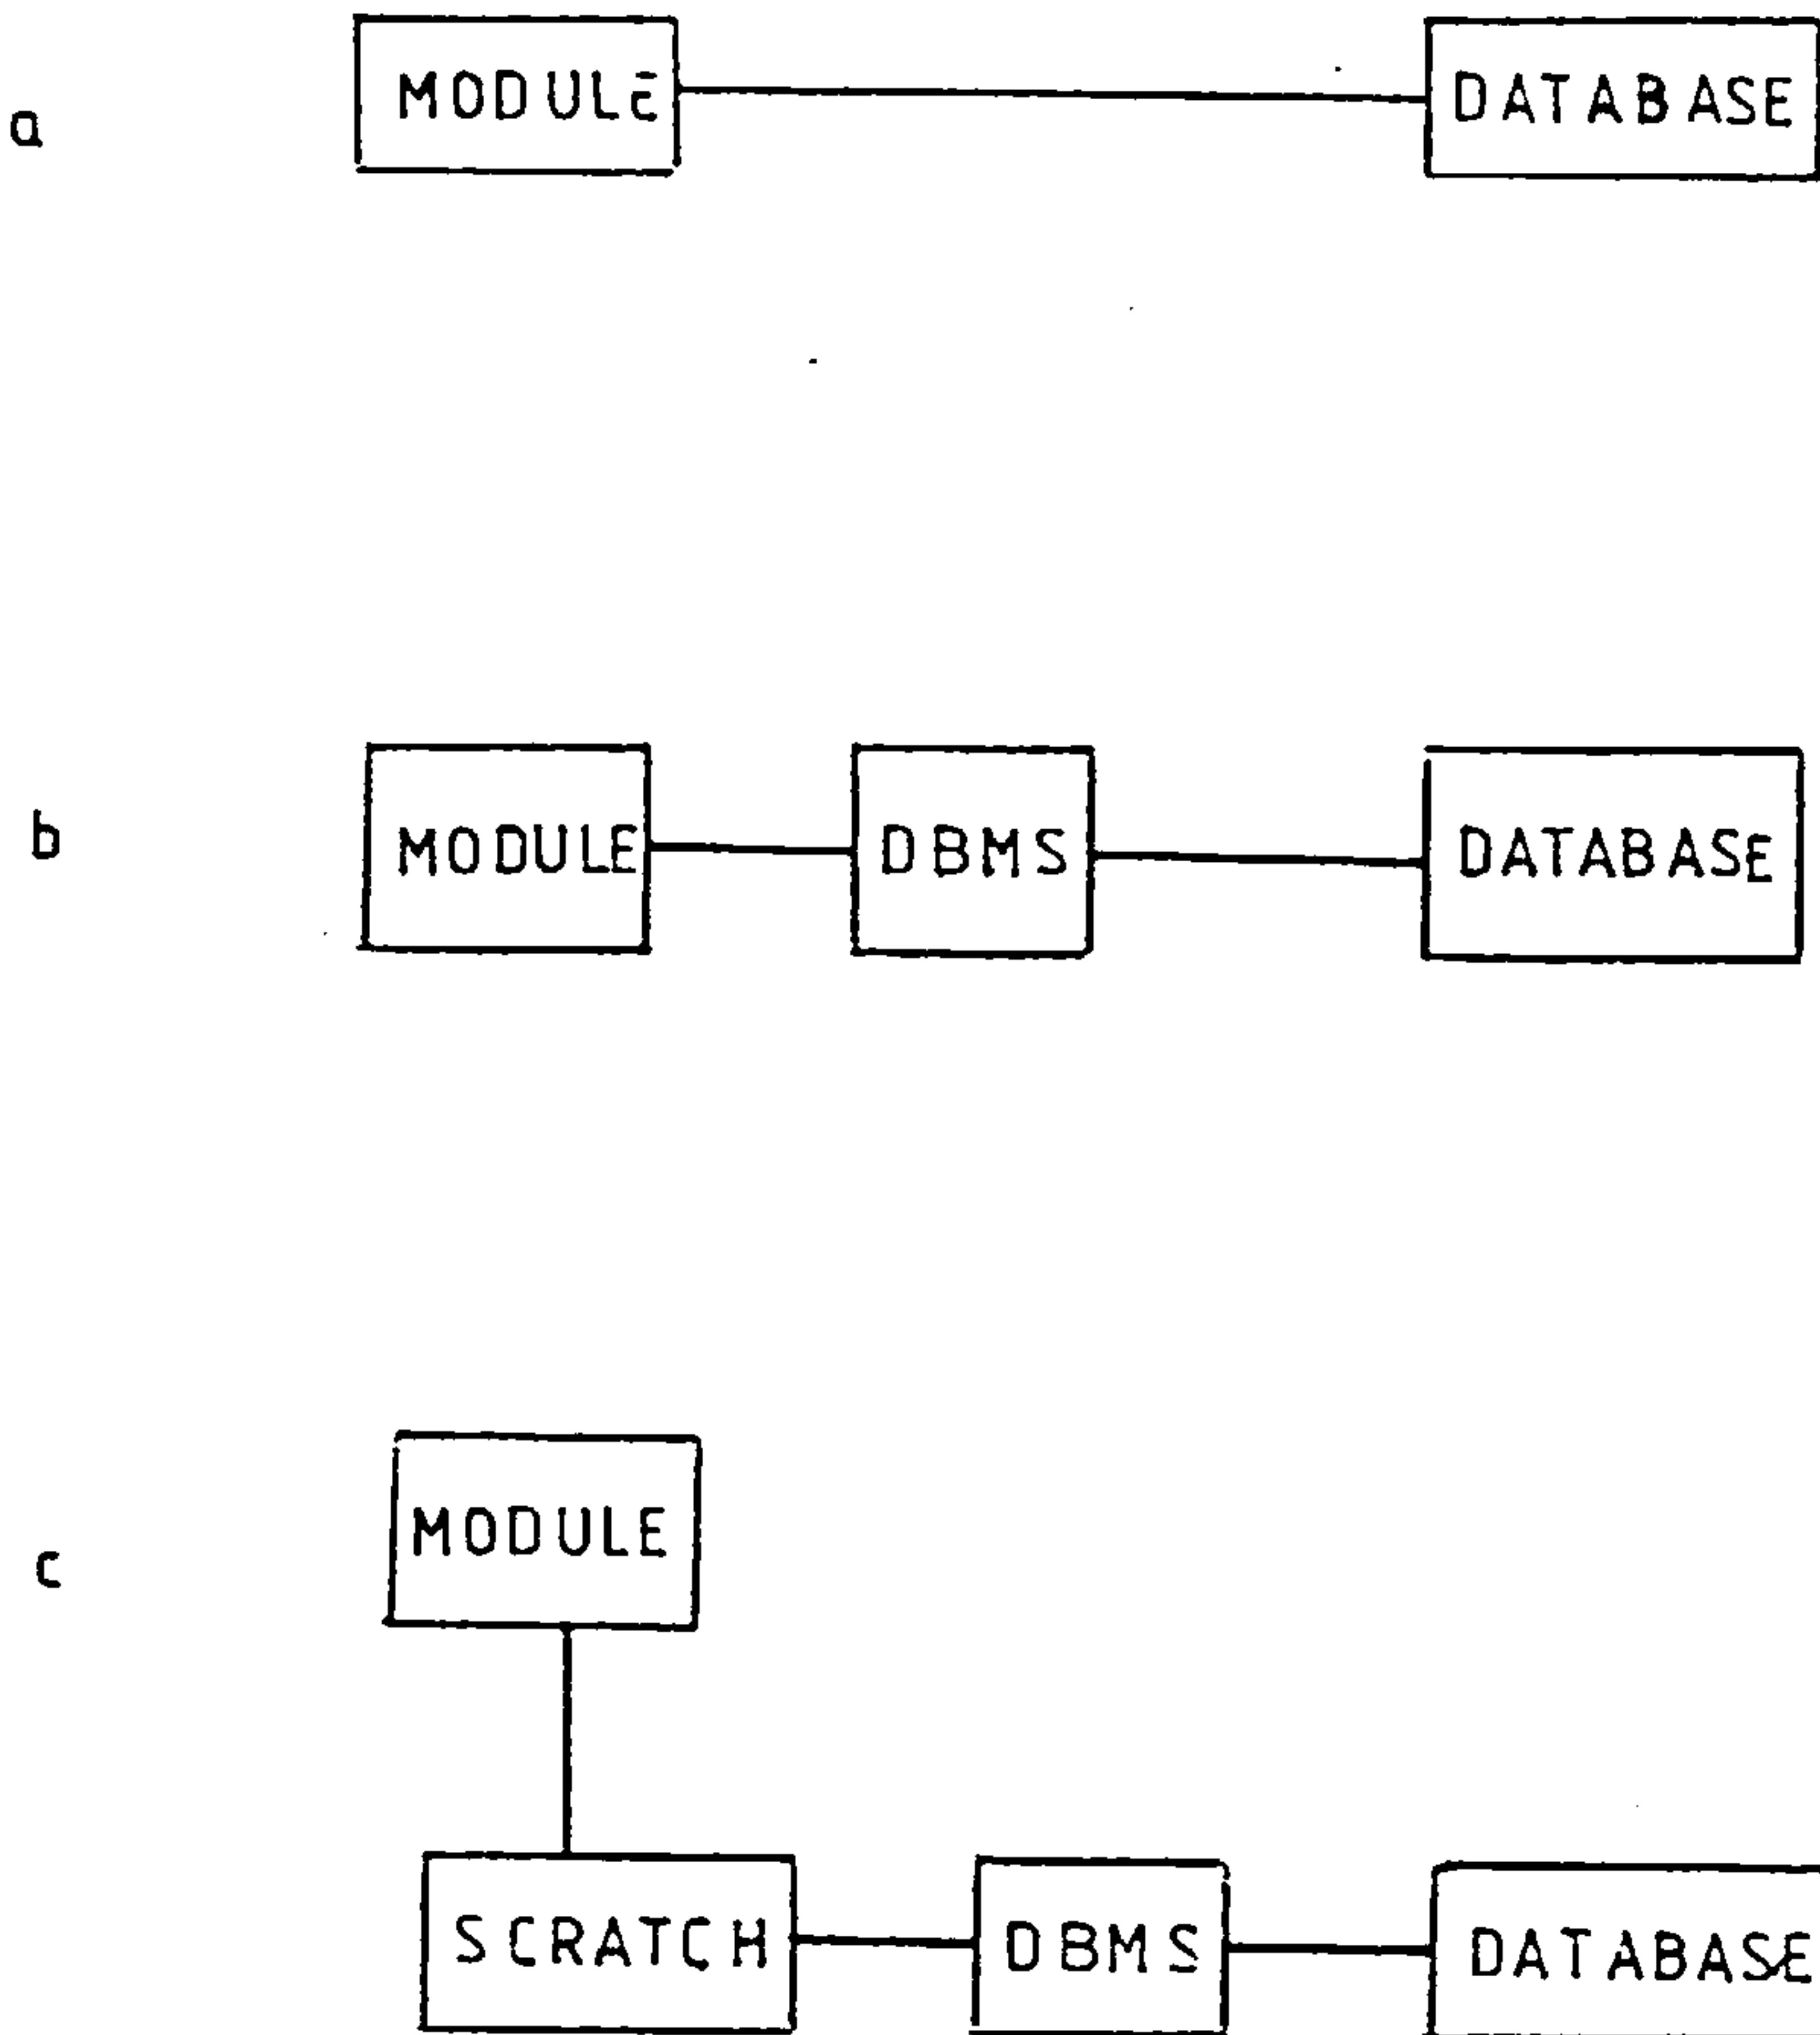 a MODULE DATABASE
b MODULE DBMS DATABASE
c MODULE
SCRATCH DBMS DATABASE